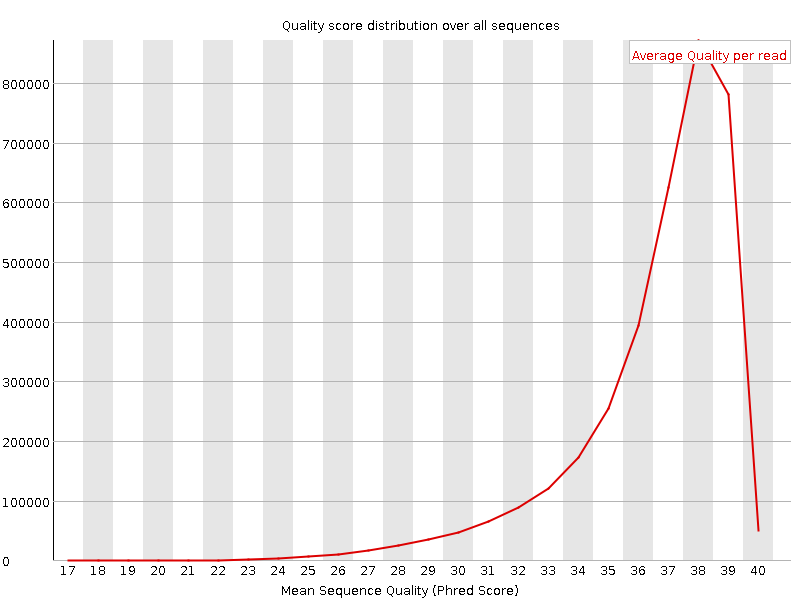 Quality score distribution over all sequences
Average Quality per read
800000
700000
600000
500000
400000
300000
200000
100000
0
17 18 19 20 21 22 23 24 25 26 27 28 29 30 31 32 33 34 35 36 37 38 39 40
Mean Sequence Quality (Phred Score)